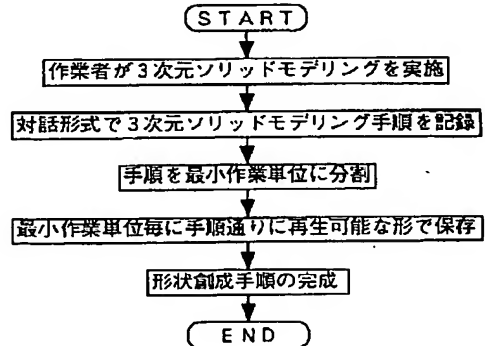 START
作業者が3次元ソリッドモデリングを実施
対話形式で3次元ソリッドモデリング手順を記録
手順を最小作業単位に分割
最小作業単位毎に手順通りに再生可能な形で保存
形状創成手順の完成
END